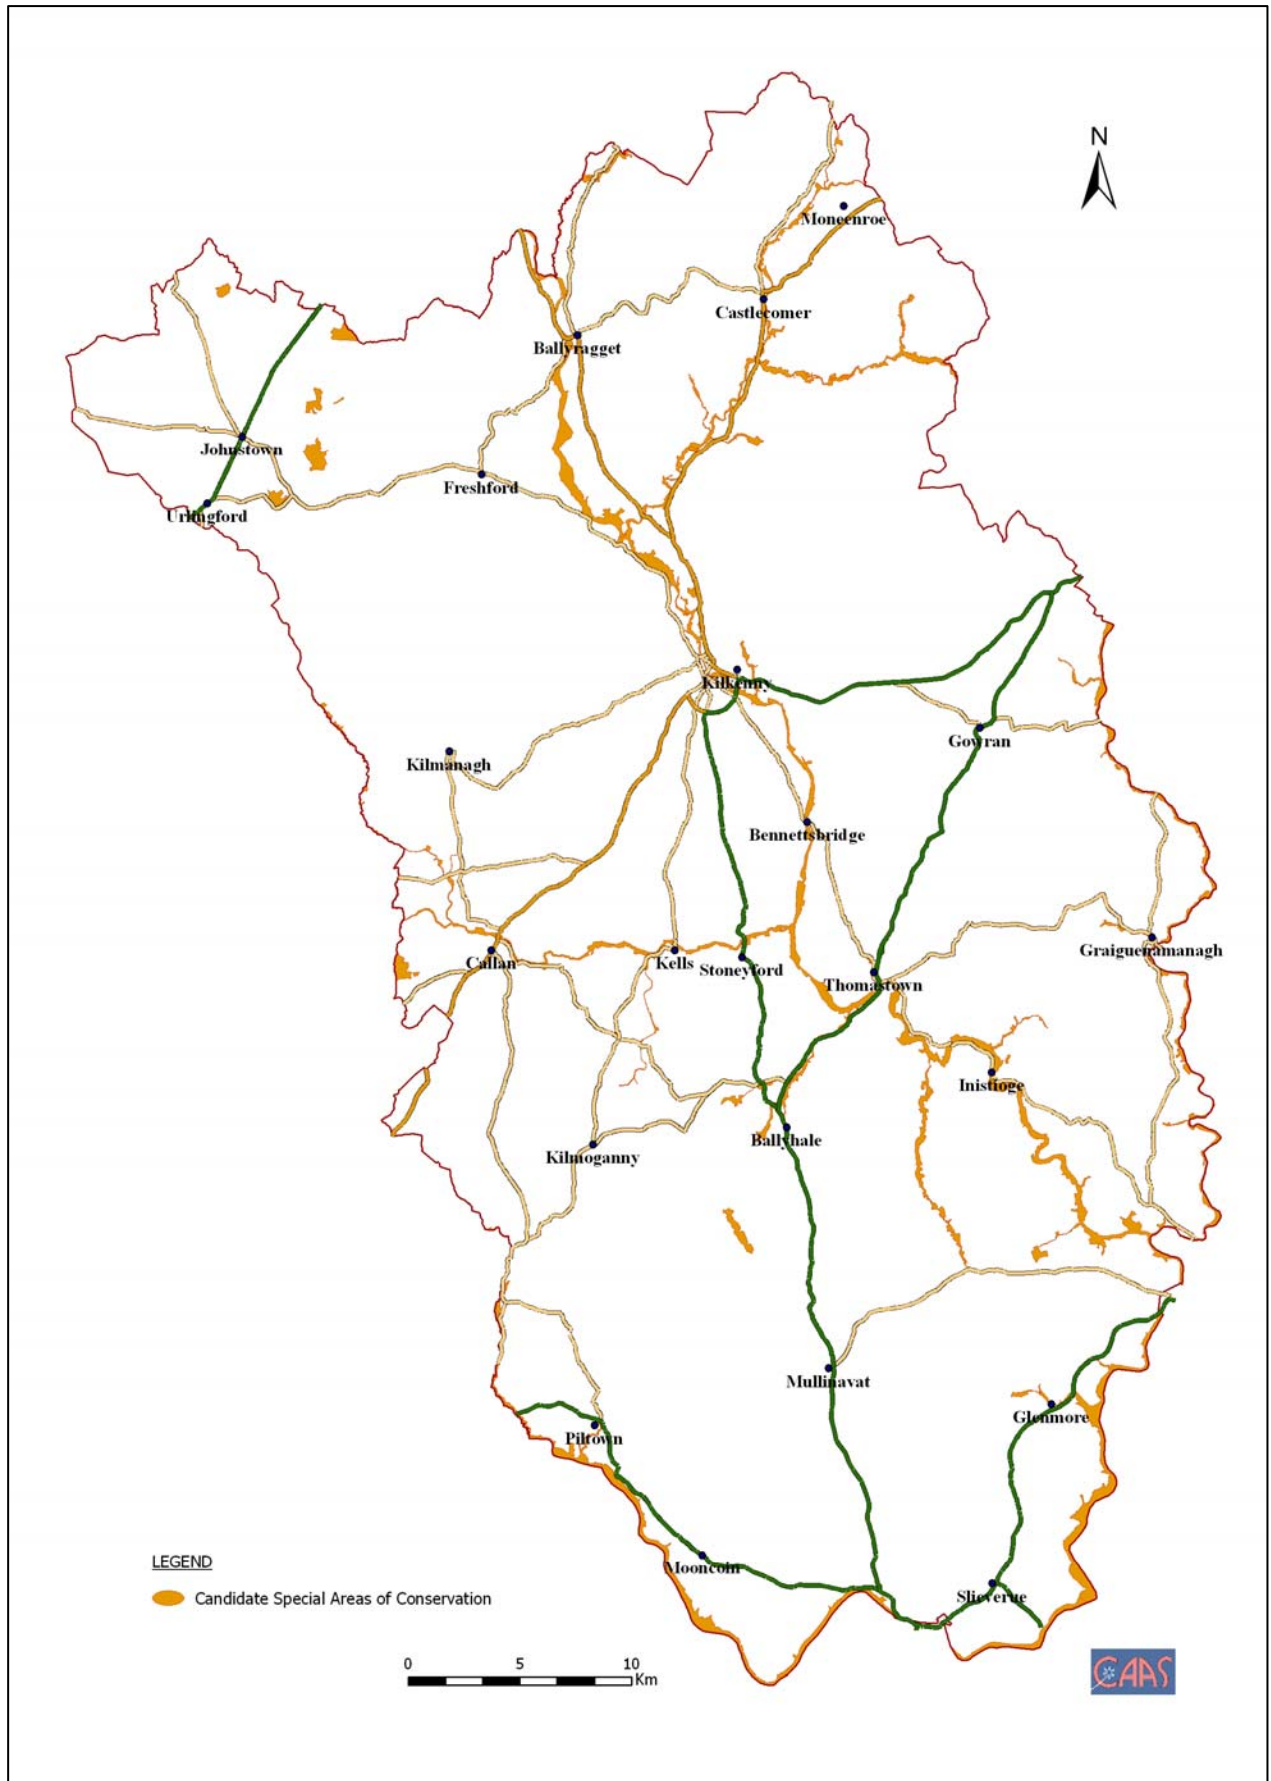 N
Moneenroe
Castlecomer
Ballyragget
Johnstown
Freshford
Urlingford
Kilkenny
Gowran
Kilmanagh
Bennettsbridge
Graiguenamanagh
Callan
Kells
Stoneyford
Thomastown
Inistioge
Ballyhale
Kilmoganny
Mullinavat
Glenmore
Piltown
Mooncoin
Slieverue
LEGEND
Candidate Special Areas of Conservation
0 5 10
Km
CAAS